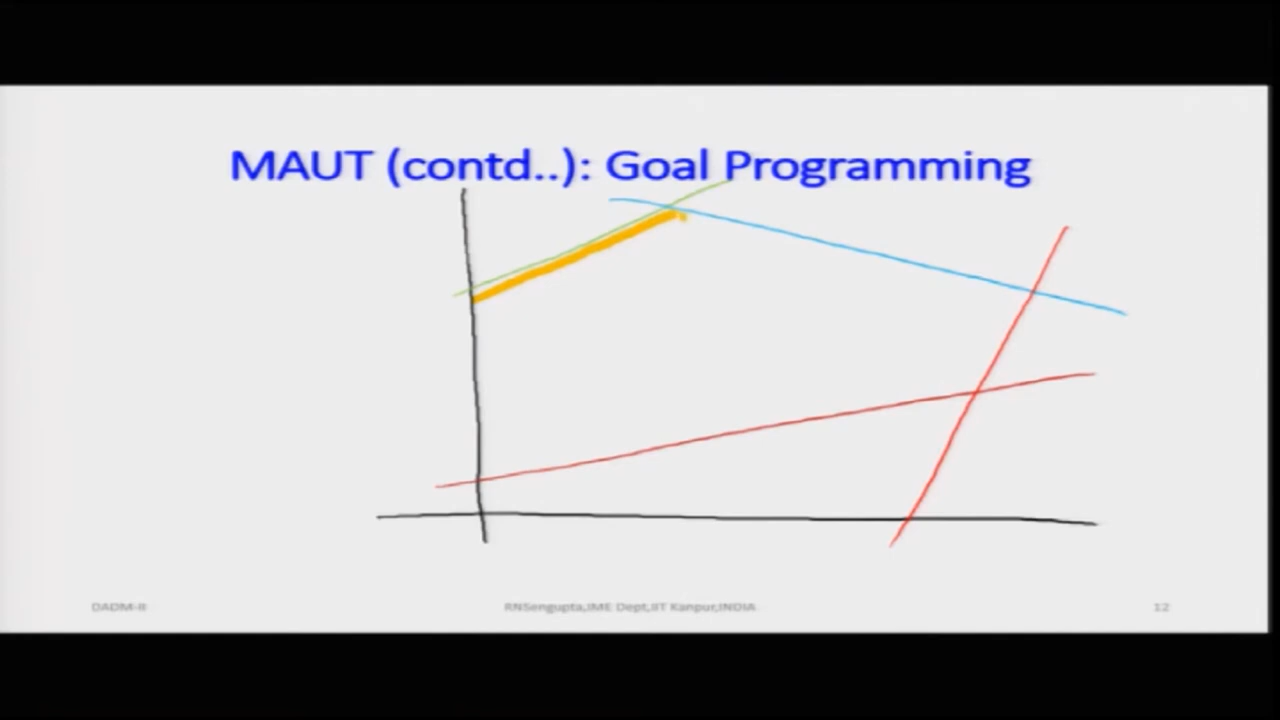 MAUT (contd..): Goal Programming
DADM-II
RNSengupta,IME Dept,IIT Kanpur,INDIA
12